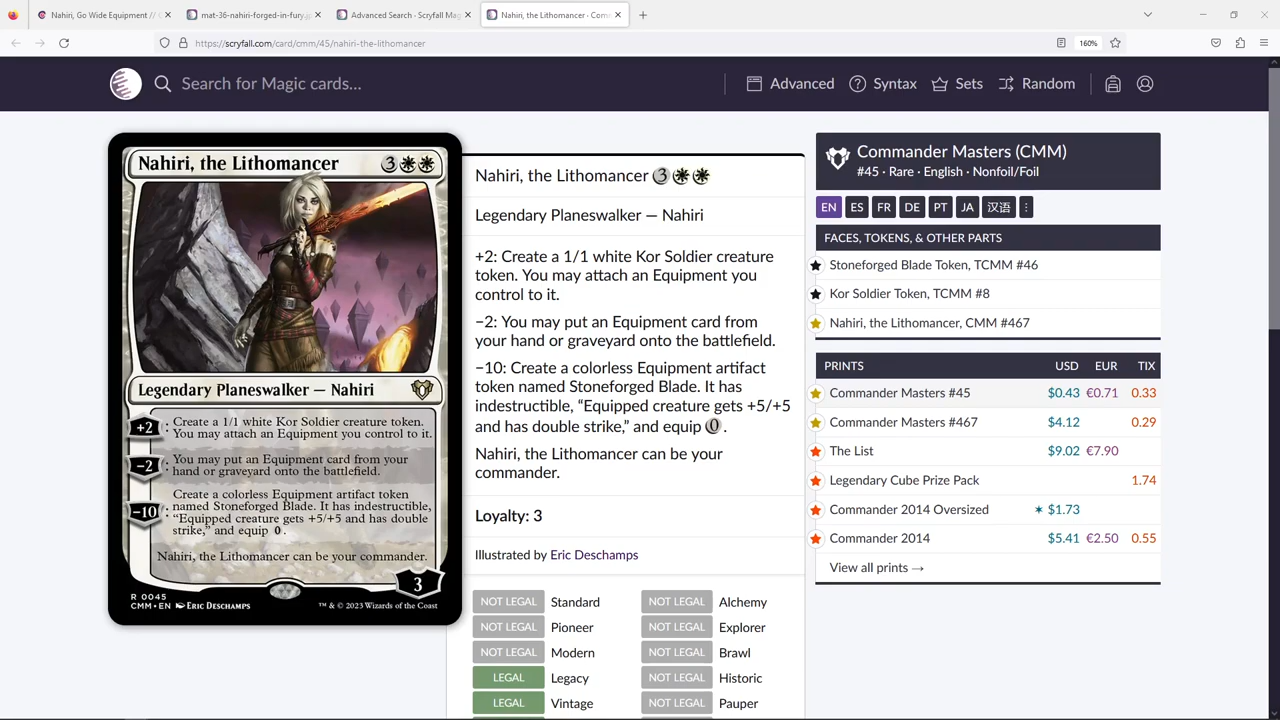 Nahiri, Go Wide Equipment // C
mat-36-nahiri-forged-in-fury.j
Advanced Search · Scryfall Mag
Nahiri, the Lithomancer · Com
https://scryfall.com/card/cmm/45/nahiri-the-lithomancer
160%
Search for Magic cards...
Advanced
Syntax
Sets
Random
Nahiri, the Lithomancer 3
Legendary Planeswalker — Nahiri
+2 : Create a 1/1 white Kor Soldier creature token.
You may attach an Equipment you control to it.
-2 : You may put an Equipment card from your
hand or graveyard onto the battlefield.
-10 : Create a colorless Equipment artifact token
named Stoneforged Blade. It has indestructible,
“Equipped creature gets +5/+5 and has double
strike,” and equip 0.
Nahiri, the Lithomancer can be your commander.
3
R 0045
CMM • EN Eric Deschamps
™ & © 2023 Wizards of the Coast
Nahiri, the Lithomancer 3
Legendary Planeswalker — Nahiri
+2: Create a 1/1 white Kor Soldier creature
token. You may attach an Equipment you
control to it.
−2: You may put an Equipment card from
your hand or graveyard onto the battlefield.
−10: Create a colorless Equipment artifact
token named Stoneforged Blade. It has
indestructible, “Equipped creature gets +5/+5
and has double strike,” and equip 0.
Nahiri, the Lithomancer can be your
commander.
Loyalty: 3
Illustrated by Eric Deschamps
NOT LEGAL Standard NOT LEGAL Alchemy
NOT LEGAL Pioneer NOT LEGAL Explorer
NOT LEGAL Modern NOT LEGAL Brawl
LEGAL Legacy NOT LEGAL Historic
LEGAL Vintage NOT LEGAL Pauper
Commander Masters (CMM)
#45 · Rare · English · Nonfoil/Foil
EN ES FR DE PT JA 汉语
FACES, TOKENS, & OTHER PARTS
Stoneforged Blade Token, TCMM #46
Kor Soldier Token, TCMM #8
Nahiri, the Lithomancer, CMM #467
PRINTS USD EUR TIX
Commander Masters #45 $0.43 €0.71 0.33
Commander Masters #467 $4.12 0.29
The List $9.02 €7.90
Legendary Cube Prize Pack 1.74
Commander 2014 Oversized ✶ $1.73
Commander 2014 $5.41 €2.50 0.55
View all prints →